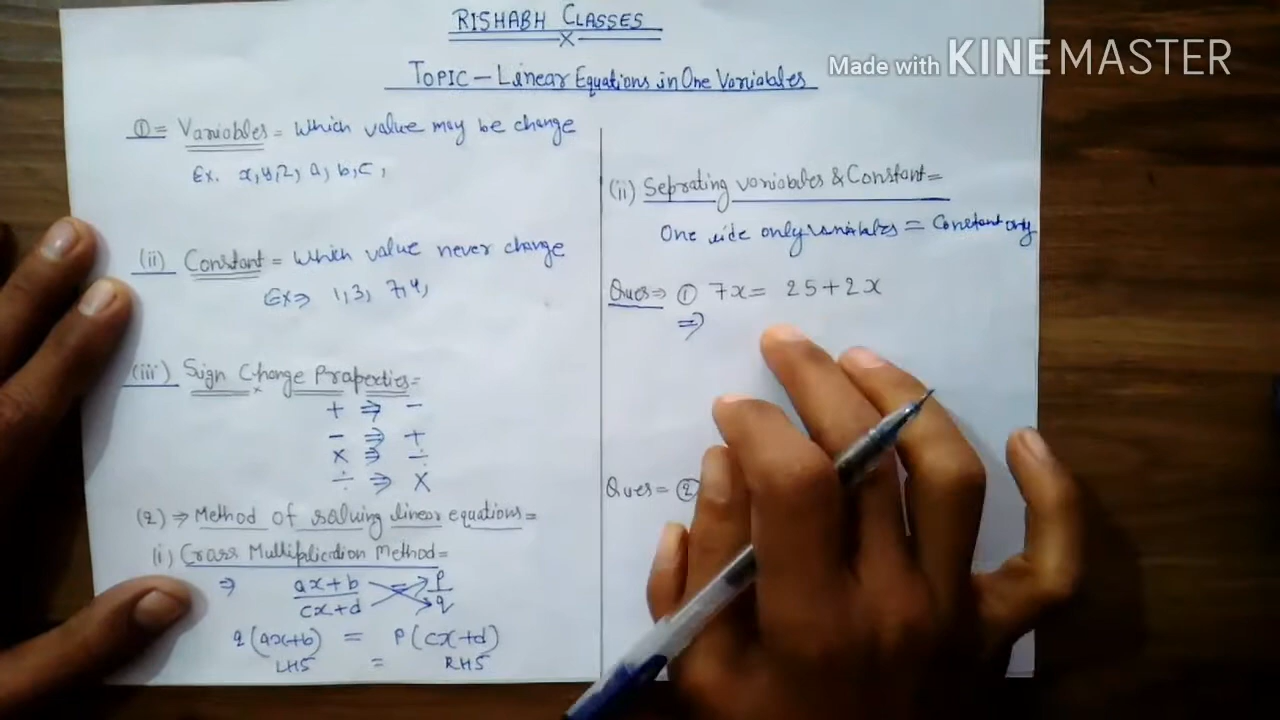 RISHABH CLASSES
X
TOPIC - Linear Equations in One Variables
Made with KINEMASTER
① = Variables = Which value may be change
Ex. x, y, z, a, b, c,
(ii) Constant = Which value never change
Ex ⇒ 1, 3, 7, 4,
(iii) Sign Change Properties =
+ ⇒ -
- ⇒ +
× ⇒ ÷
÷ ⇒ ×
(2) ⇒ Method of solving linear equations =
(i) Cross Multiplication Method =
⇒ ax+b / cx+d = p / q
q(ax+b) = p(cx+d)
LHS = RHS
(ii) Seprating variables & Constant =
One side only variables = Constant only
Ques ⇒ ① 7x = 25 + 2x
⇒
Ques = ②